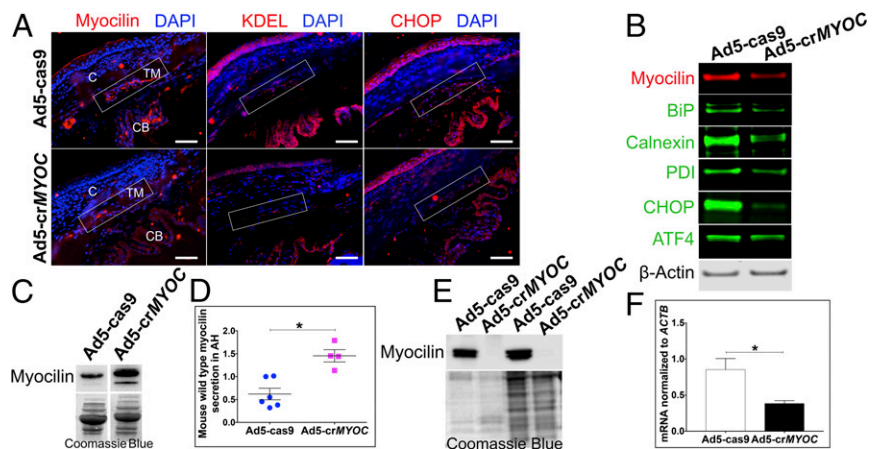 A
Myocilin DAPI
KDEL DAPI
CHOP DAPI
Ad5-cas9
C
TM
CB
Ad5-crMYOC
C
TM
CB
B
Ad5-cas9
Ad5-crMYOC
Myocilin
BiP
Calnexin
PDI
CHOP
ATF4
β-Actin
C
Ad5-cas9
Ad5-crMYOC
Myocilin
Coomassie Blue
D
Mouse wild type myocilin
secretion in AH
2.0
1.5
1.0
0.5
0.0
*
Ad5-cas9
Ad5-crMYOC
E
Ad5-cas9
Ad5-crMYOC
Ad5-cas9
Ad5-crMYOC
Myocilin
Coomassie Blue
F
mRNA normalized to ACTB
1.5
1.0
0.5
0.0
*
Ad5-cas9
Ad5-crMYOC